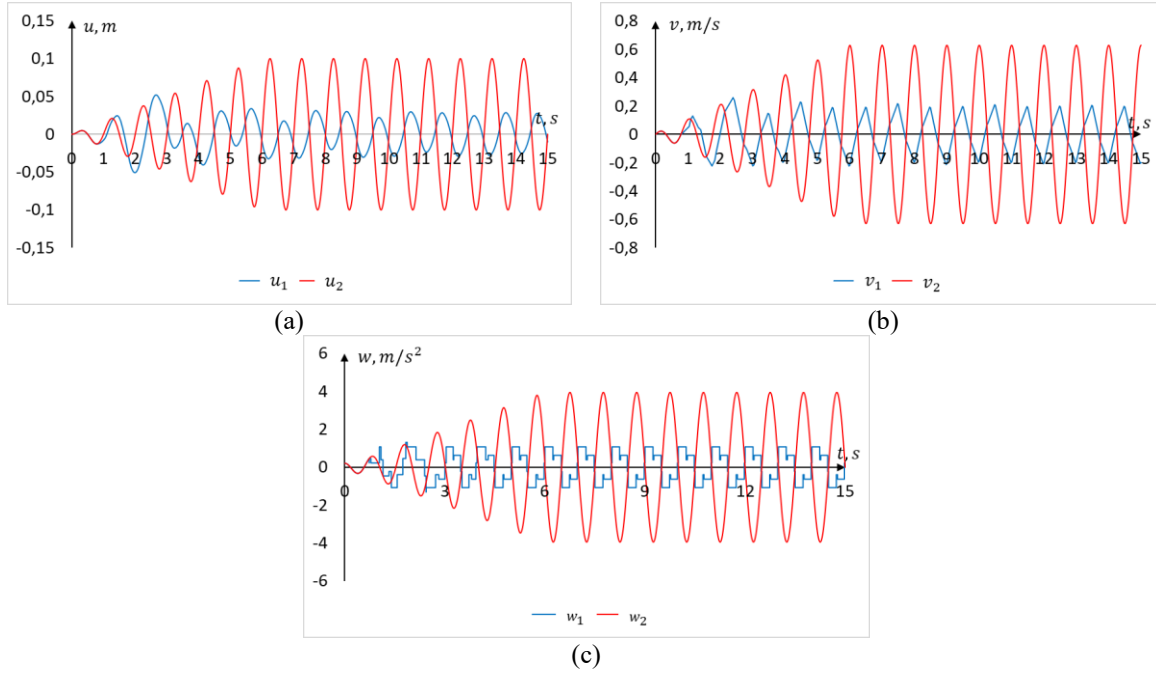 u, m
0,15
0,1
0,05
0
-0,05
-0,1
-0,15
0 1 2 3 4 5 6 7 8 9 10 11 12 13 14 15
t, s
u₁ u₂
(a)
v, m/s
0,8
0,6
0,4
0,2
0
-0,2
-0,4
-0,6
-0,8
0 1 2 3 4 5 6 7 8 9 10 11 12 13 14 15
t, s
v₁ v₂
(b)
w, m/s²
6
4
2
0
-2
-4
-6
0 3 6 9 12 15
t, s
w₁ w₂
(c)